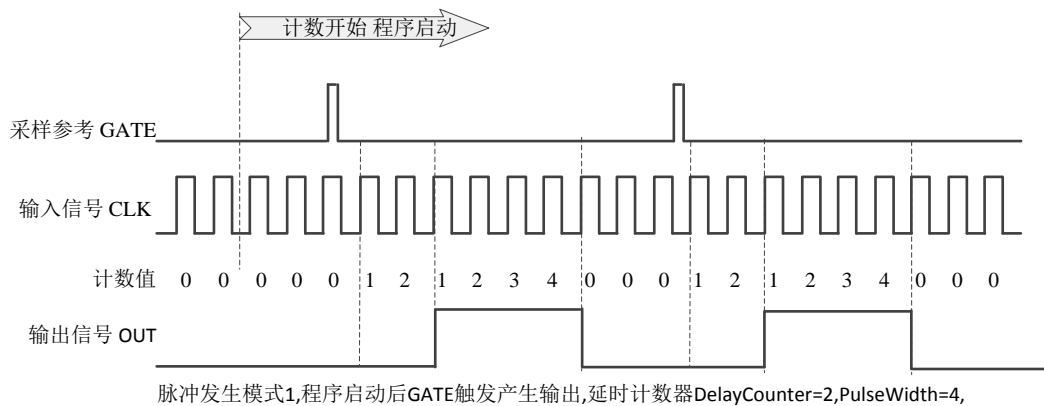 计数开始 程序启动
采样参考 GATE
输入信号 CLK
计数值 0 0 0 0 0 1 2 1 2 3 4 0 0 0 1 2 1 2 3 4 0 0 0
输出信号 OUT
脉冲发生模式1,程序启动后GATE触发产生输出,延时计数器DelayCounter=2,PulseWidth=4,